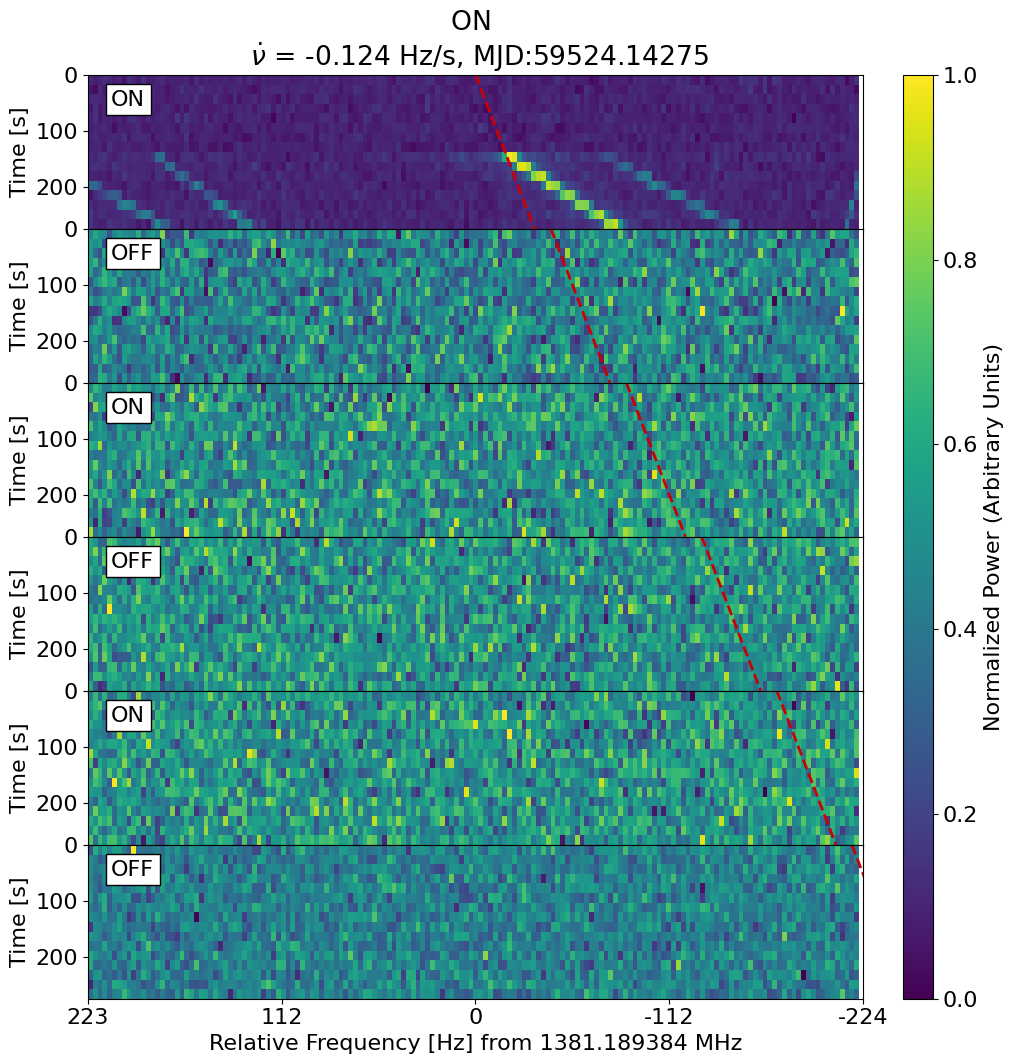 ON
ν̇ = -0.124 Hz/s, MJD:59524.14275
0
100
200
Time [s]
ON
0
100
200
Time [s]
OFF
0
100
200
Time [s]
ON
0
100
200
Time [s]
OFF
0
100
200
Time [s]
ON
0
100
200
Time [s]
OFF
223 112 0 -112 -224
Relative Frequency [Hz] from 1381.189384 MHz
1.0
0.8
0.6
0.4
0.2
0.0
Normalized Power (Arbitrary Units)